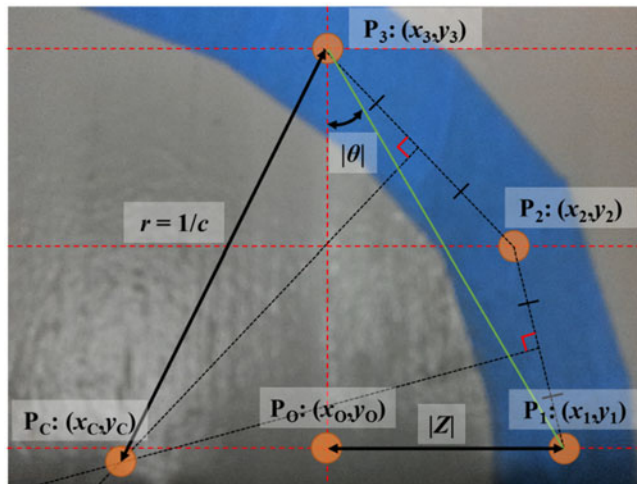 P3: (x3,y3)
|θ|
r = 1/c
P2: (x2,y2)
PC: (xC,yC)
PO: (xO,yO)
|Z|
P1: (x1,y1)